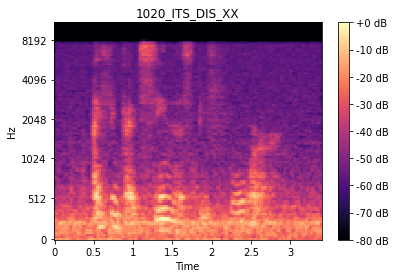 1020_ITS_DIS_XX
+0 dB
8192
-10 dB
4096
-20 dB
-30 dB
2048
Hz
-40 dB
1024
-50 dB
512
-60 dB
-70 dB
0
-80 dB
0 0.5 1 1.5 2 2.5 3
Time